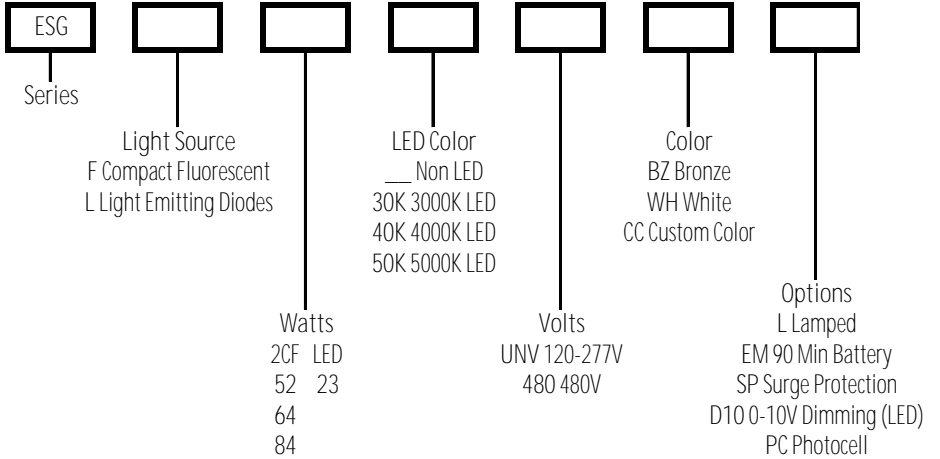 ESG
Series
Light Source
F Compact Fluorescent
L Light Emitting Diodes
Watts
2CF LED
52 23
64
84
LED Color
__ Non LED
30K 3000K LED
40K 4000K LED
50K 5000K LED
Volts
UNV 120-277V
480 480V
Color
BZ Bronze
WH White
CC Custom Color
Options
L Lamped
EM 90 Min Battery
SP Surge Protection
D10 0-10V Dimming (LED)
PC Photocell